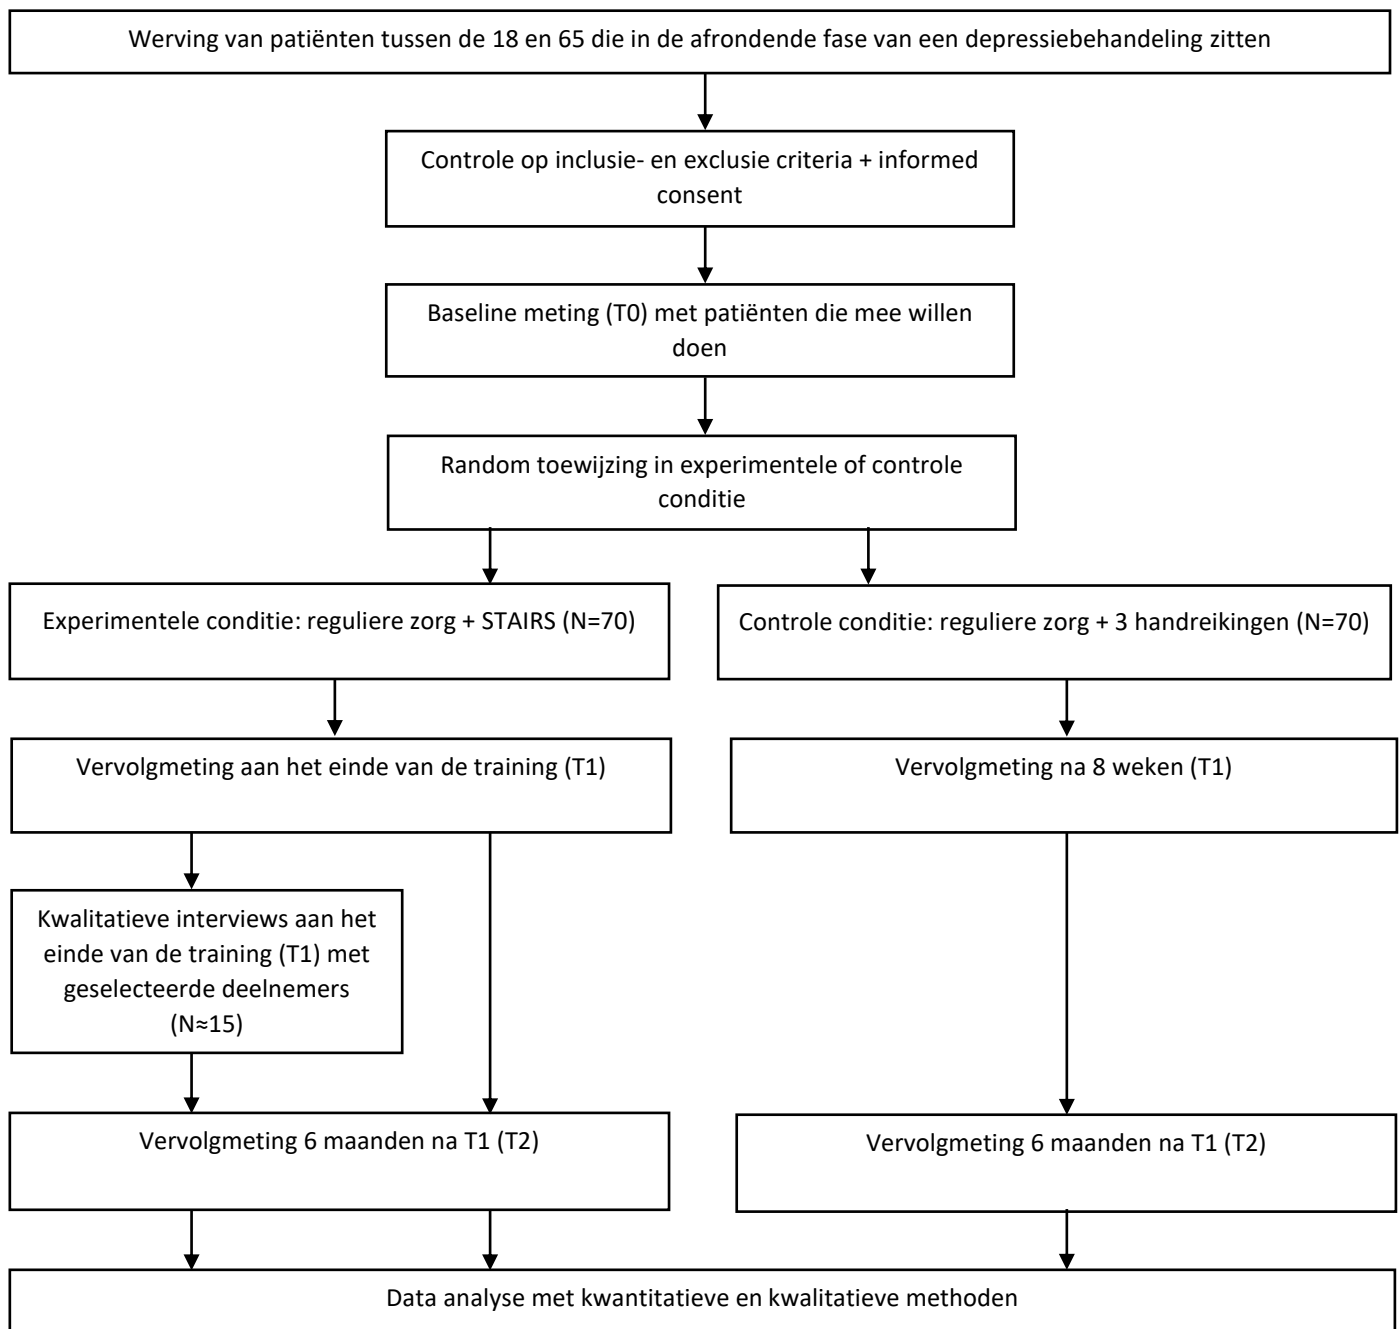 Werving van patiënten tussen de 18 en 65 die in de afrondende fase van een depressiebehandeling zitten
Controle op inclusie- en exclusie criteria + informed
consent
Baseline meting (T0) met patiënten die mee willen
doen
Random toewijzing in experimentele of controle
conditie
Experimentele conditie: reguliere zorg + STAIRS (N=70)
Controle conditie: reguliere zorg + 3 handreikingen (N=70)
Vervolgmeting aan het einde van de training (T1)
Vervolgmeting na 8 weken (T1)
Kwalitatieve interviews aan het
einde van de training (T1) met
geselecteerde deelnemers
(N≈15)
Vervolgmeting 6 maanden na T1 (T2)
Vervolgmeting 6 maanden na T1 (T2)
Data analyse met kwantitatieve en kwalitatieve methoden